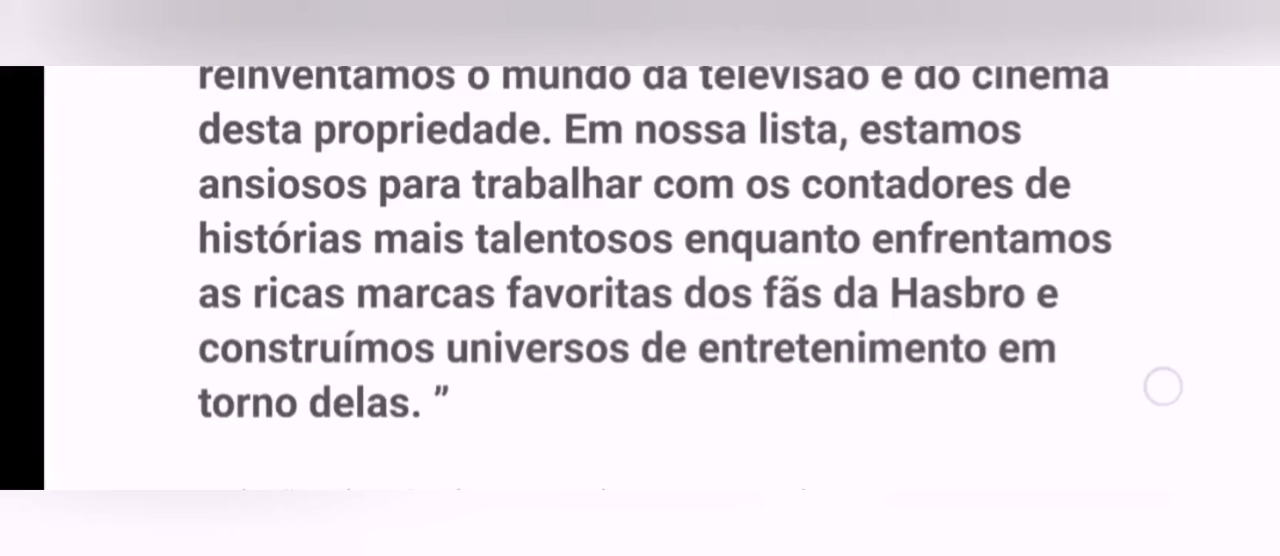 reinventamos o mundo da televisão e do cinema
desta propriedade. Em nossa lista, estamos
ansiosos para trabalhar com os contadores de
histórias mais talentosos enquanto enfrentamos
as ricas marcas favoritas dos fãs da Hasbro e
construímos universos de entretenimento em
torno delas. ”